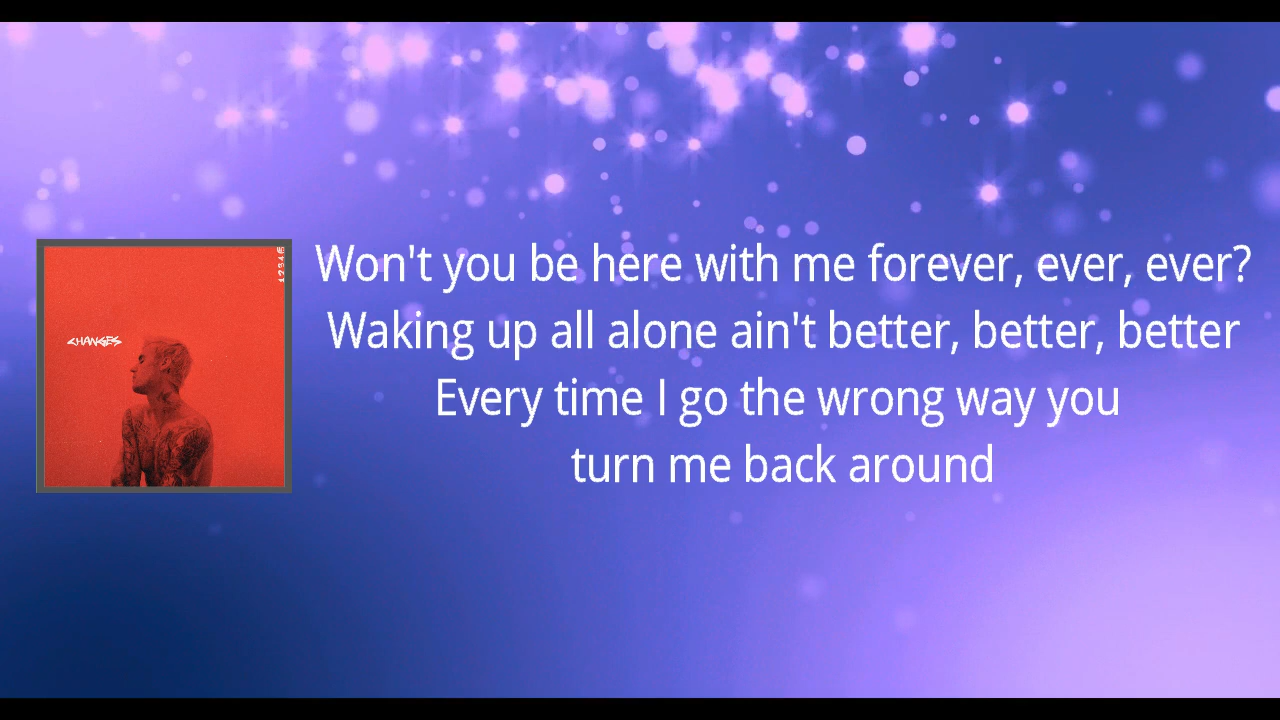 Won't you be here with me forever, ever, ever?
Waking up all alone ain't better, better, better
Every time I go the wrong way you
turn me back around
CHANGES